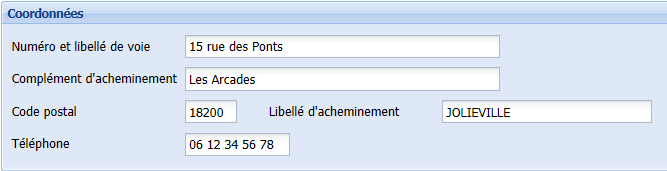 Coordonnées
Numéro et libellé de voie 15 rue des Ponts
Complément d'acheminement Les Arcades
Code postal 18200 Libellé d'acheminement JOLIEVILLE
Téléphone 06 12 34 56 78